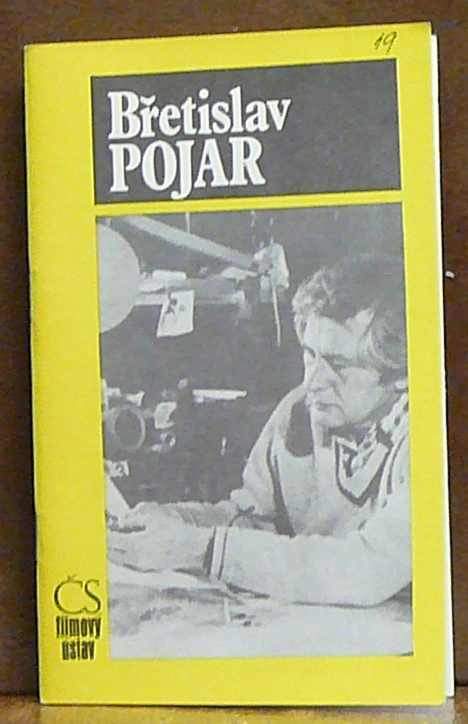 19
Břetislav
POJAR
ČS
filmový
ústav